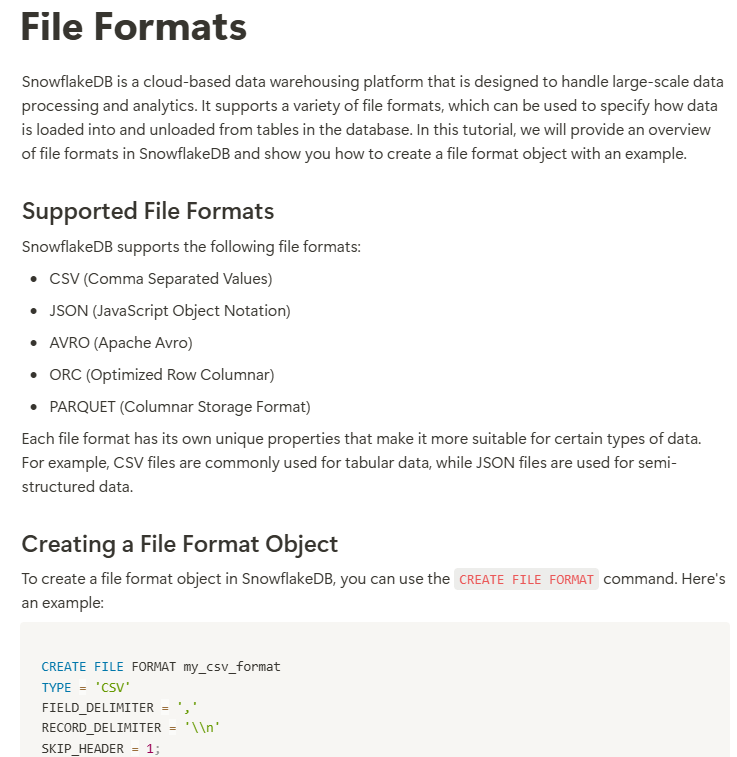 File Formats
SnowflakeDB is a cloud-based data warehousing platform that is designed to handle large-scale data
processing and analytics. It supports a variety of file formats, which can be used to specify how data
is loaded into and unloaded from tables in the database. In this tutorial, we will provide an overview
of file formats in SnowflakeDB and show you how to create a file format object with an example.
Supported File Formats
SnowflakeDB supports the following file formats:
• CSV (Comma Separated Values)
• JSON (JavaScript Object Notation)
• AVRO (Apache Avro)
• ORC (Optimized Row Columnar)
• PARQUET (Columnar Storage Format)
Each file format has its own unique properties that make it more suitable for certain types of data.
For example, CSV files are commonly used for tabular data, while JSON files are used for semi-
structured data.
Creating a File Format Object
To create a file format object in SnowflakeDB, you can use the CREATE FILE FORMAT command. Here's
an example:
CREATE FILE FORMAT my_csv_format
TYPE = 'CSV'
FIELD_DELIMITER = ','
RECORD_DELIMITER = '\\n'
SKIP_HEADER = 1;